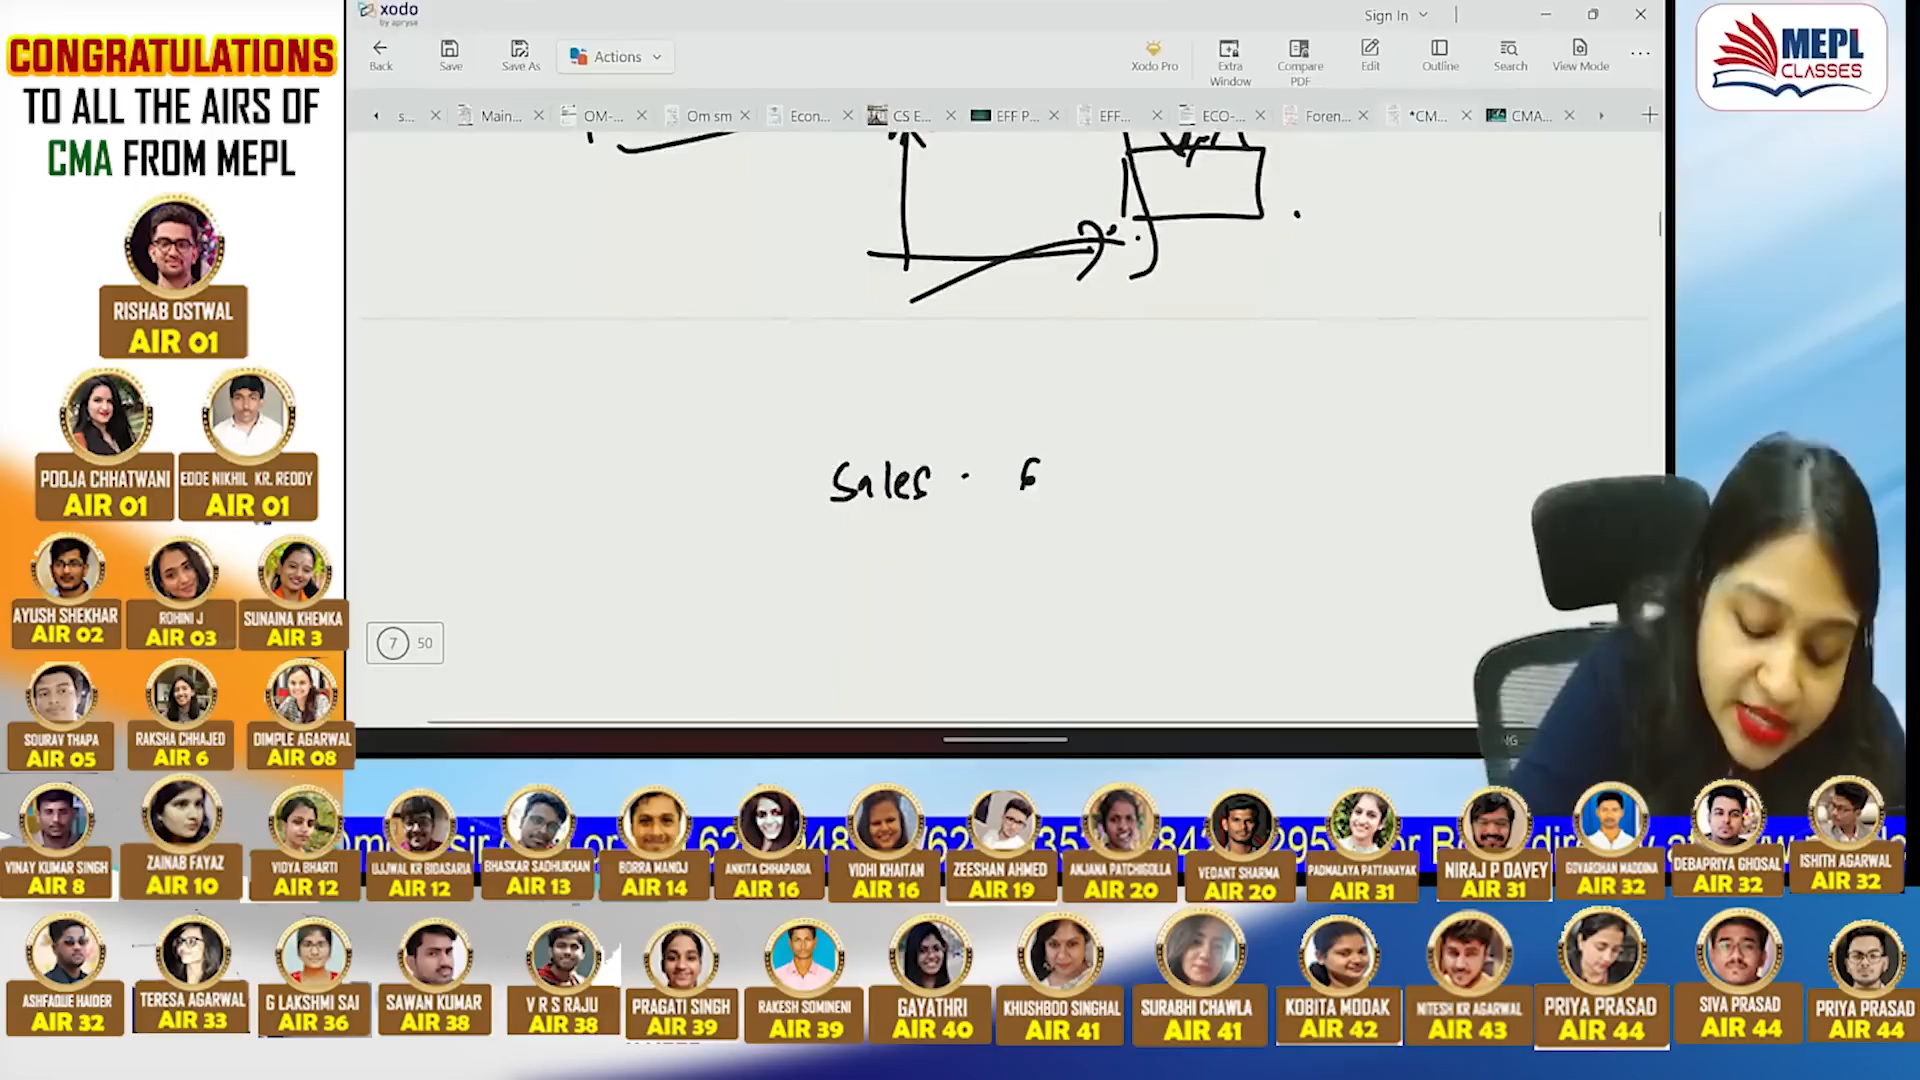 CONGRATULATIONS
TO ALL THE AIRS OF
CMA FROM MEPL
RISHAB OSTWAL
AIR 01
POOJA CHHATWANI
AIR 01
EDDE NIKHIL KR. REDDY
AIR 01
AYUSH SHEKHAR
AIR 02
ROHINI J
AIR 03
SUNAINA KHEMKA
AIR 3
SOURAV THAPA
AIR 05
RAKSHA CHHAJED
AIR 6
DIMPLE AGARWAL
AIR 08
xodo
by apryse
Sign In
Back
Save
Save As
Actions
Xodo Pro
Extra Window
Compare PDF
Edit
Outline
Search
View Mode
s...
Main...
OM-...
Om sm
Econ...
CS E...
EFF P...
EFF...
ECO-...
Foren...
*CM...
CMA...
Sales . 6
7 50
MEPL
CLASSES
VINAY KUMAR SINGH
AIR 8
ZAINAB FAYAZ
AIR 10
VIDYA BHARTI
AIR 12
UJJWAL KR BIDASARIA
AIR 12
BHASKAR SADHUKHAN
AIR 13
BORRA MANOJ
AIR 14
ANKITA CHHAPARIA
AIR 16
VIDHI KHAITAN
AIR 16
ZEESHAN AHMED
AIR 19
ANJANA PATCHIGOLLA
AIR 20
VEDANT SHARMA
AIR 20
PADMALAYA PATTANAYAK
AIR 31
NIRAJ P DAVEY
AIR 31
GOVARDHAN MADDINA
AIR 32
DEBAPRIYA GHOSAL
AIR 32
ISHITH AGARWAL
AIR 32
ASHFAQUE HAIDER
AIR 32
TERESA AGARWAL
AIR 33
G LAKSHMI SAI
AIR 36
SAWAN KUMAR
AIR 38
V R S RAJU
AIR 38
PRAGATI SINGH
AIR 39
RAKESH SOMINENI
AIR 39
GAYATHRI
AIR 40
KHUSHBOO SINGHAL
AIR 41
SURABHI CHAWLA
AIR 41
KOBITA MODAK
AIR 42
NITESH KR AGARWAL
AIR 43
PRIYA PRASAD
AIR 44
SIVA PRASAD
AIR 44
PRIYA PRASAD
AIR 44